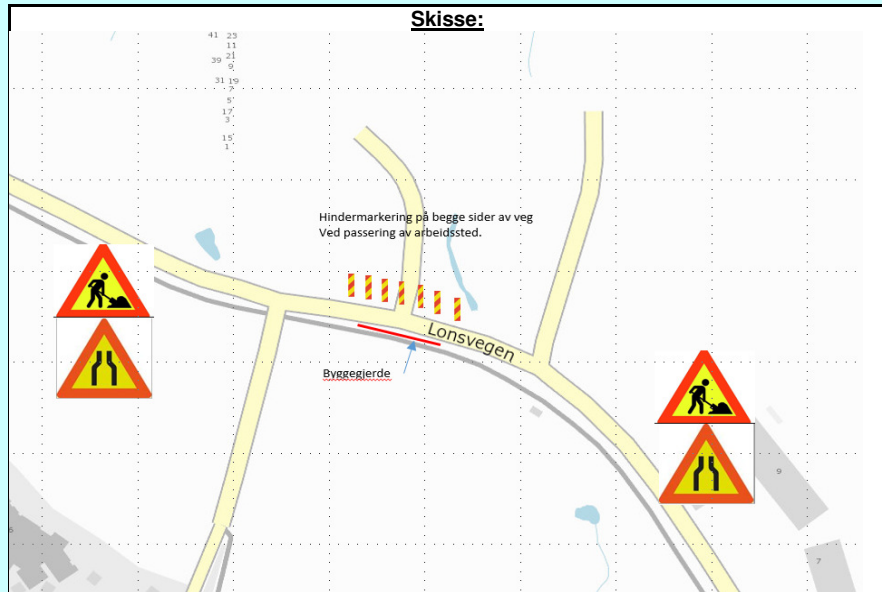 Skisse:
41 23
11
21
39
9
31 19
7
5
17
3
15
1
Hindermarkering på begge sider av veg
Ved passering av arbeidssted.
Lonsvegen
Byggegjerde
9
7